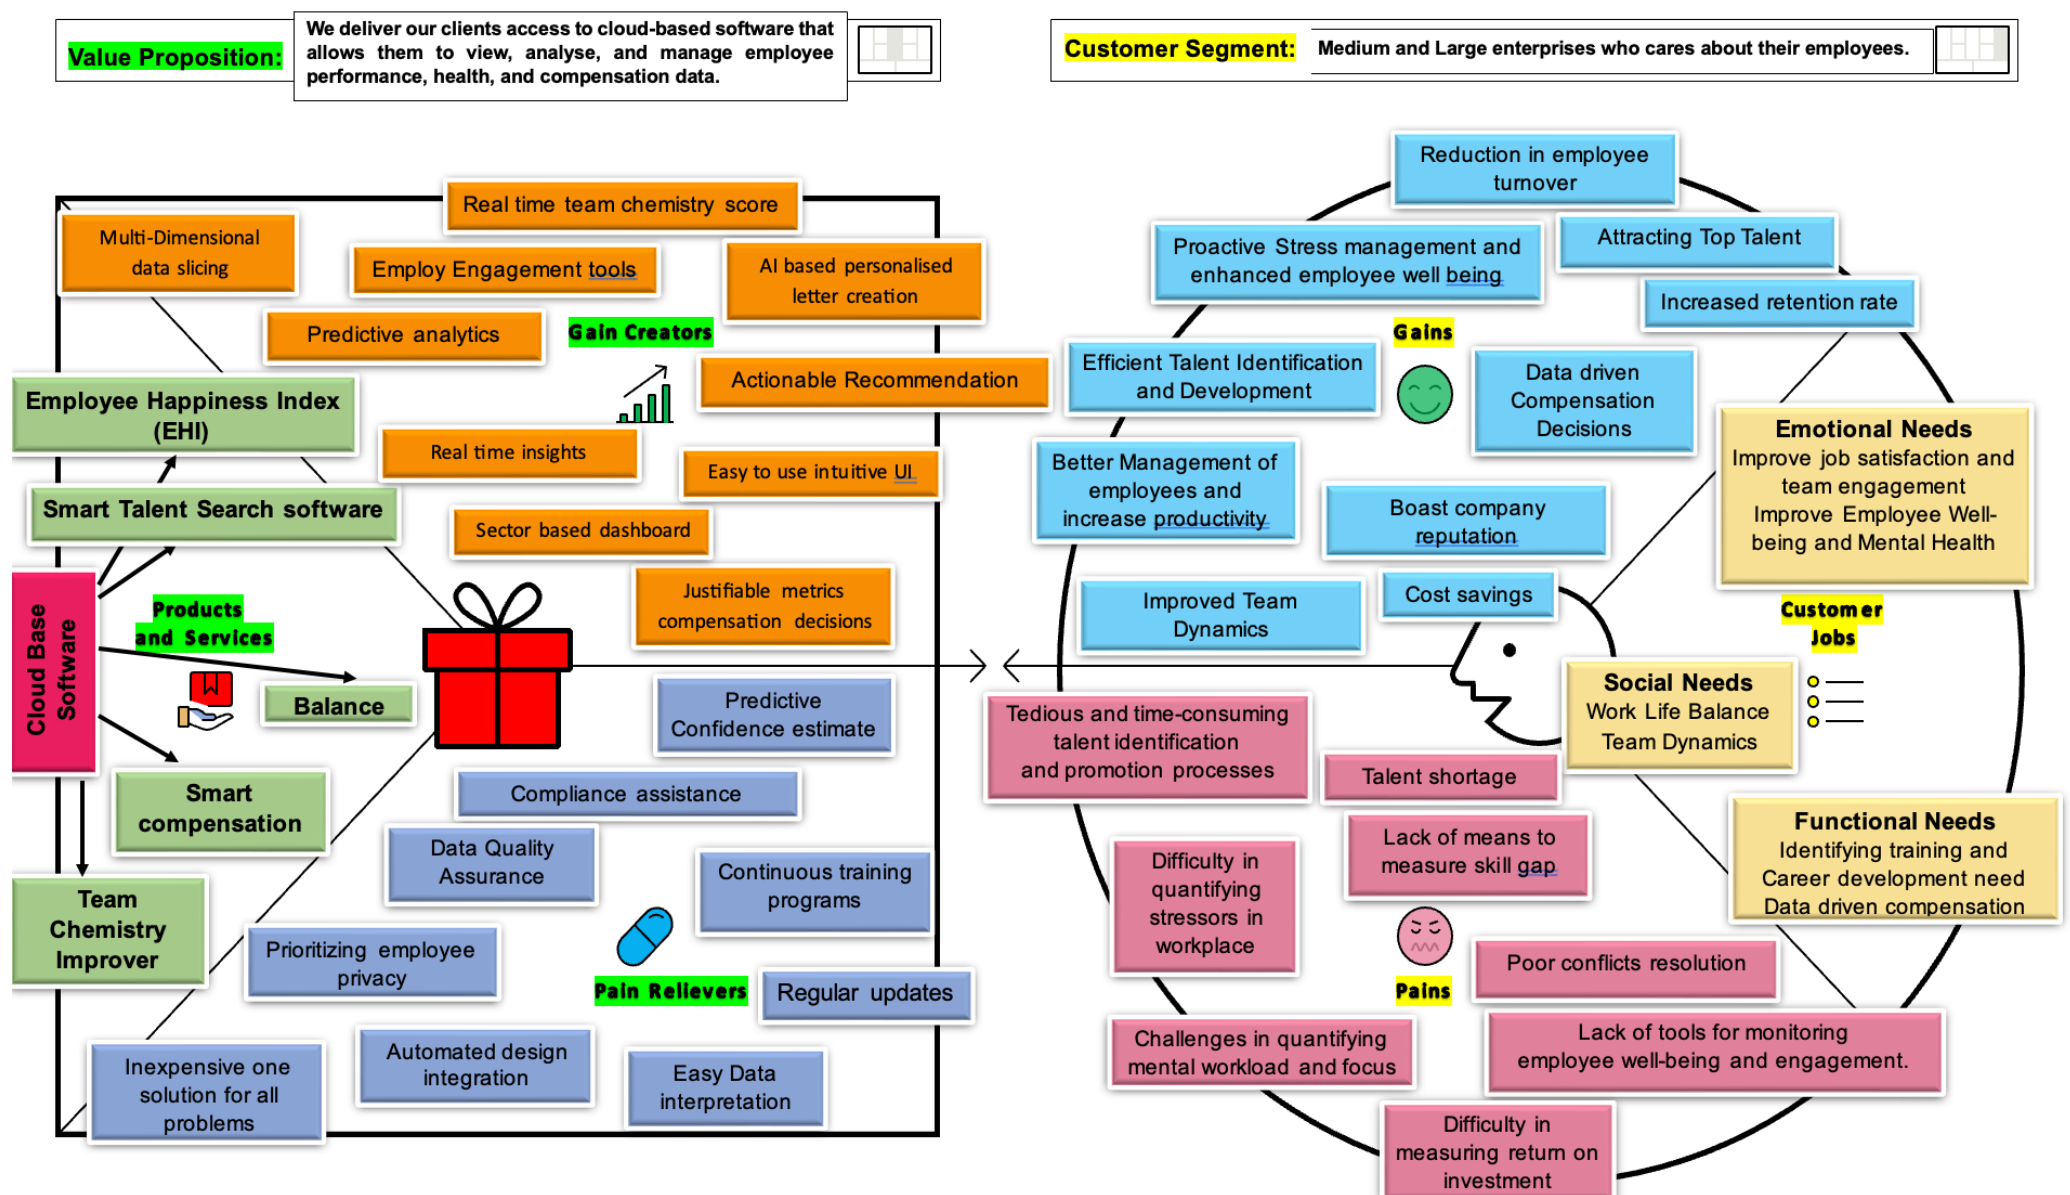 Value Proposition:
We deliver our clients access to cloud-based software that
allows them to view, analyse, and manage employee
performance, health, and compensation data.
Customer Segment:
Medium and Large enterprises who cares about their employees.
Real time team chemistry score
Multi-Dimensional
data slicing
Employ Engagement tools
AI based personalised
letter creation
Predictive analytics
Gain Creators
Actionable Recommendation
Employee Happiness Index
(EHI)
Real time insights
Easy to use intuitive UI
Smart Talent Search software
Sector based dashboard
Justifiable metrics
compensation decisions
Cloud Base
Software
Products
and Services
Balance
Smart
compensation
Team
Chemistry
Improver
Predictive
Confidence estimate
Compliance assistance
Data Quality
Assurance
Continuous training
programs
Prioritizing employee
privacy
Pain Relievers
Regular updates
Inexpensive one
solution for all
problems
Automated design
integration
Easy Data
interpretation
Reduction in employee
turnover
Proactive Stress management and
enhanced employee well being
Attracting Top Talent
Increased retention rate
Gains
Efficient Talent Identification
and Development
Data driven
Compensation
Decisions
Better Management of
employees and
increase productivity
Boast company
reputation
Improved Team
Dynamics
Cost savings
Emotional Needs
Improve job satisfaction and
team engagement
Improve Employee Well-
being and Mental Health
Customer
Jobs
Social Needs
Work Life Balance
Team Dynamics
Functional Needs
Identifying training and
Career development need
Data driven compensation
Tedious and time-consuming
talent identification
and promotion processes
Talent shortage
Lack of means to
measure skill gap
Difficulty in
quantifying
stressors in
workplace
Pains
Poor conflicts resolution
Challenges in quantifying
mental workload and focus
Lack of tools for monitoring
employee well-being and engagement.
Difficulty in
measuring return on
investment